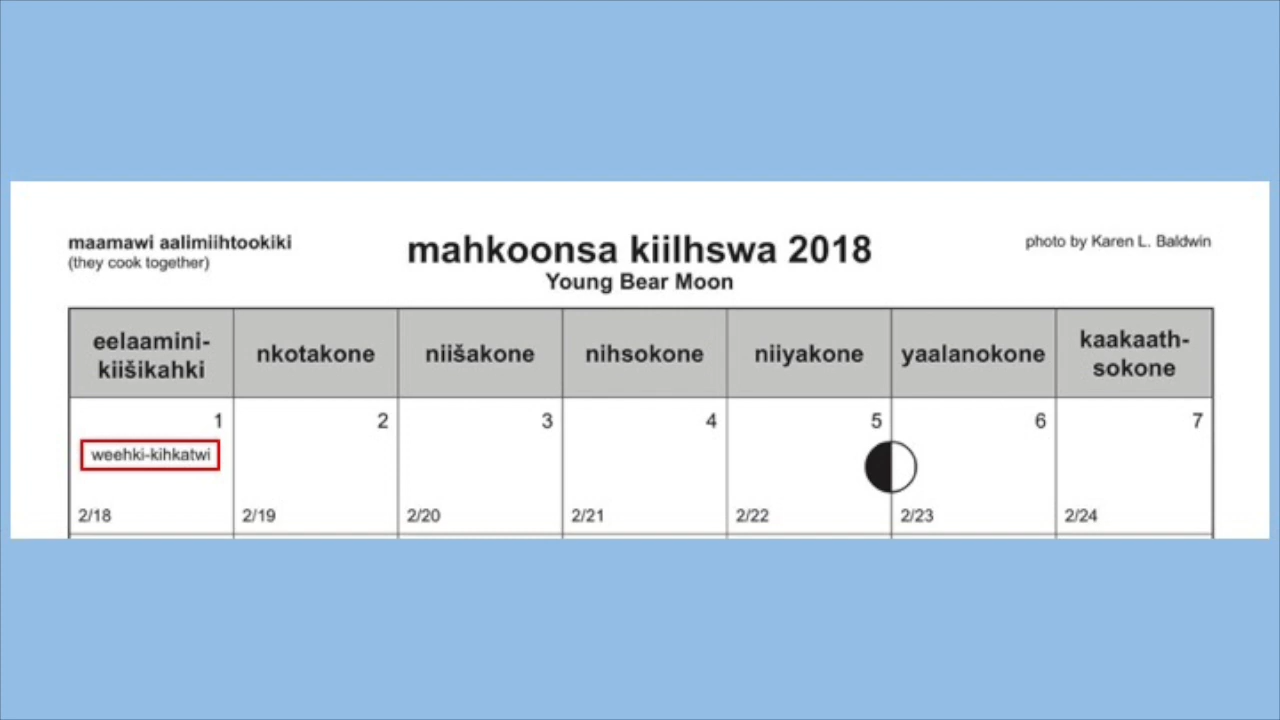 maamawi aalimiihtookiki
(they cook together)
mahkoonsa kiilhswa 2018
Young Bear Moon
photo by Karen L. Baldwin
eelaamini-
kiišikahki
nkotakone
niišakone
nihsokone
niiyakone
yaalanokone
kaakaath-
sokone
1
2
3
4
5
6
7
weehki-kihkatwi
2/18
2/19
2/20
2/21
2/22
2/23
2/24